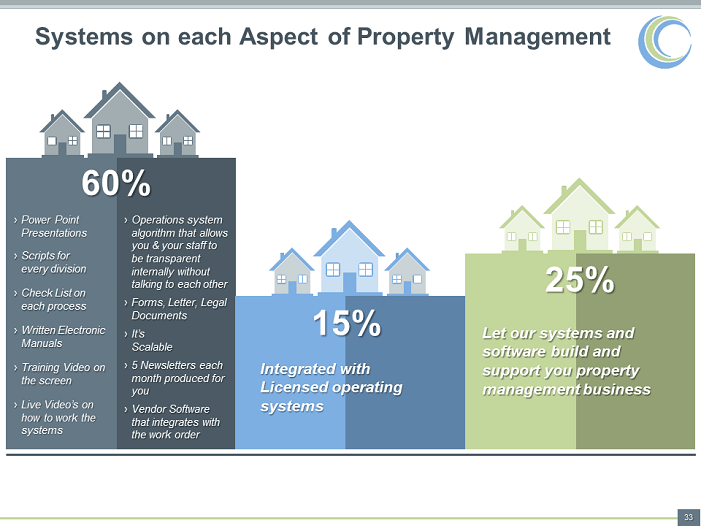 Systems on each Aspect of Property Management
60%
› Power Point
Presentations
› Scripts for
every division
› Check List on
each process
› Written Electronic
Manuals
› Training Video on
the screen
› Live Video's on
how to work the
systems
› Operations system
algorithm that allows
you & your staff to
be transparent
internally without
talking to each other
› Forms, Letter, Legal
Documents
› It's
Scalable
› 5 Newsletters each
month produced for
you
› Vendor Software
that integrates with
the work order
15%
Integrated with
Licensed operating
systems
25%
Let our systems and
software build and
support you property
management business
33